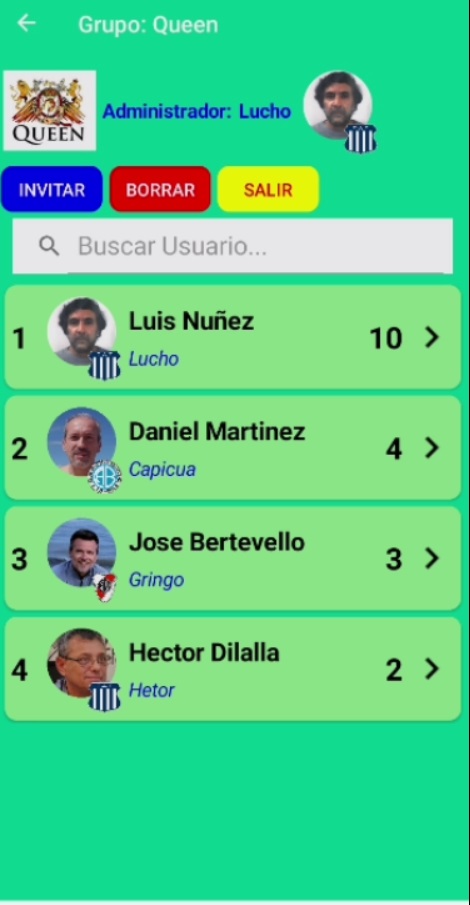 Grupo: Queen
QUEEN
Administrador: Lucho
INVITAR BORRAR SALIR
Buscar Usuario...
1 Luis Nuñez 10
Lucho
2 Daniel Martinez 4
Capicua
3 Jose Bertevello 3
Gringo
4 Hector Dilalla 2
Hetor